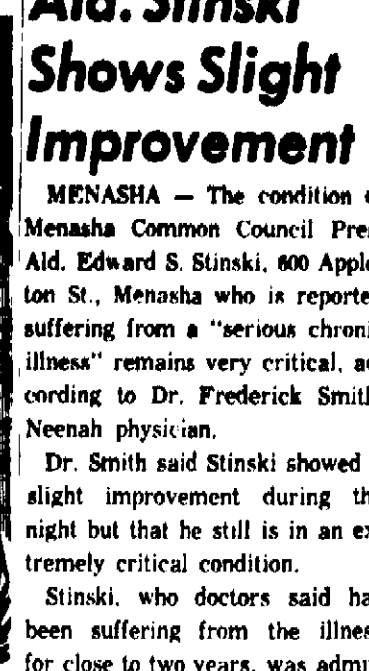 Ald. Stinski
Shows Slight
Improvement
MENASHA — The condition
Menasha Common Council Pre
Ald. Edward S. Stinski, 600 Apple
ton St., Menasha who is reporte
suffering from a "serious chroni
illness" remains very critical, ac
cording to Dr. Frederick Smith
Neenah physician.
Dr. Smith said Stinski showed
slight improvement during th
night but that he still is in an ex
tremely critical condition.
Stinski, who doctors said ha
been suffering from the illnes
for close to two years, was admi